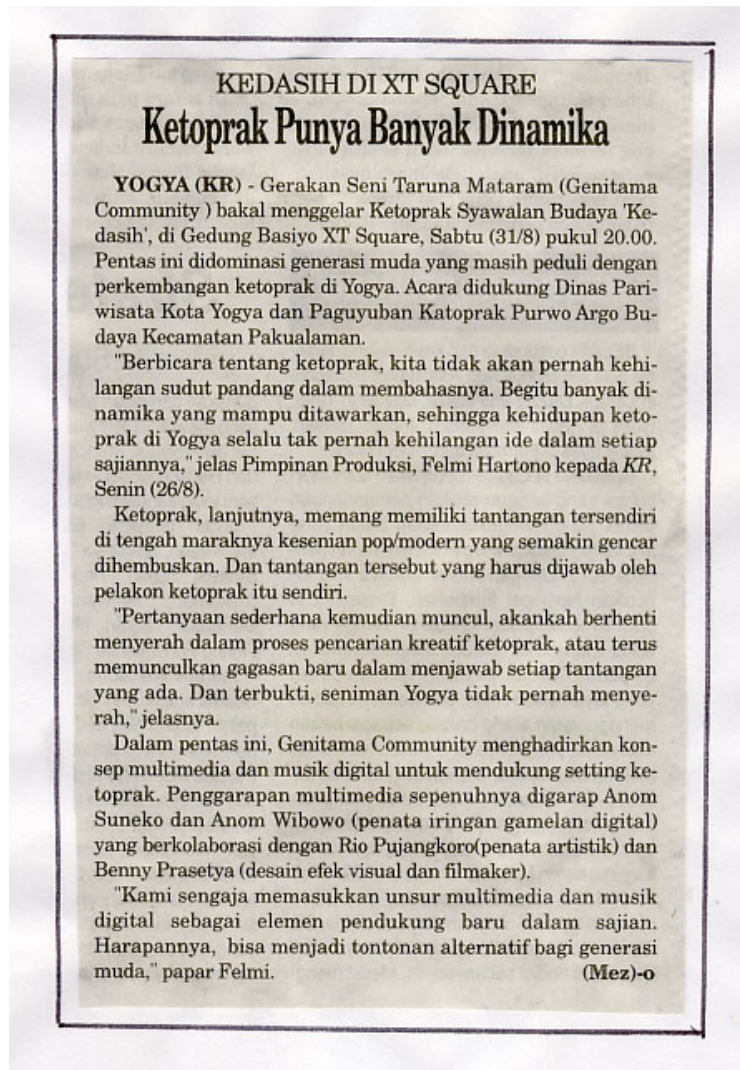 KEDASIH DI XT SQUARE
Ketoprak Punya Banyak Dinamika
YOGYA (KR) - Gerakan Seni Taruna Mataram (Genitama
Community ) bakal menggelar Ketoprak Syawalan Budaya 'Ke-
dasih', di Gedung Basiyo XT Square, Sabtu (31/8) pukul 20.00.
Pentas ini didominasi generasi muda yang masih peduli dengan
perkembangan ketoprak di Yogya. Acara didukung Dinas Pari-
wisata Kota Yogya dan Paguyuban Katoprak Purwo Argo Bu-
daya Kecamatan Pakualaman.
"Berbicara tentang ketoprak, kita tidak akan pernah kehi-
langan sudut pandang dalam membahasnya. Begitu banyak di-
namika yang mampu ditawarkan, sehingga kehidupan keto-
prak di Yogya selalu tak pernah kehilangan ide dalam setiap
sajiannya," jelas Pimpinan Produksi, Felmi Hartono kepada KR,
Senin (26/8).
Ketoprak, lanjutnya, memang memiliki tantangan tersendiri
di tengah maraknya kesenian pop/modern yang semakin gencar
dihembuskan. Dan tantangan tersebut yang harus dijawab oleh
pelakon ketoprak itu sendiri.
"Pertanyaan sederhana kemudian muncul, akankah berhenti
menyerah dalam proses pencarian kreatif ketoprak, atau terus
memunculkan gagasan baru dalam menjawab setiap tantangan
yang ada. Dan terbukti, seniman Yogya tidak pernah menye-
rah," jelasnya.
Dalam pentas ini, Genitama Community menghadirkan kon-
sep multimedia dan musik digital untuk mendukung setting ke-
toprak. Penggarapan multimedia sepenuhnya digarap Anom
Suneko dan Anom Wibowo (penata iringan gamelan digital)
yang berkolaborasi dengan Rio Pujangkoro(penata artistik) dan
Benny Prasetya (desain efek visual dan filmaker).
"Kami sengaja memasukkan unsur multimedia dan musik
digital sebagai elemen pendukung baru dalam sajian.
Harapannya, bisa menjadi tontonan alternatif bagi generasi
muda," papar Felmi. (Mez)-o